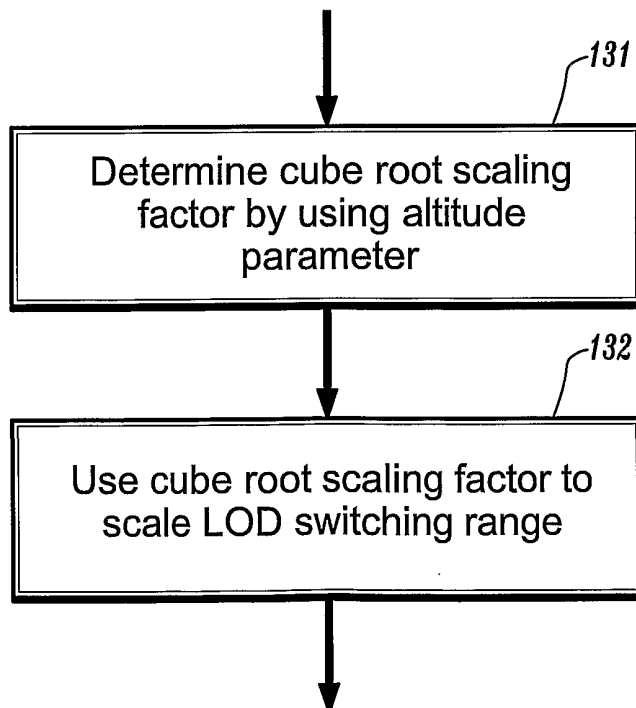 131
Determine cube root scaling
factor by using altitude
parameter
132
Use cube root scaling factor to
scale LOD switching range